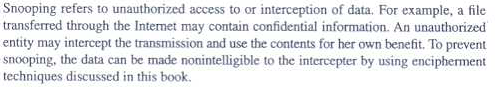 Snooping refers to unauthorized access to or interception of data. For example, a file
transferred through the Internet may contain confidential information. An unauthorized
entity may intercept the transmission and use the contents for her own benefit. To prevent
snooping, the data can be made nonintelligible to the intercepter by using encipherment
techniques discussed in this book.